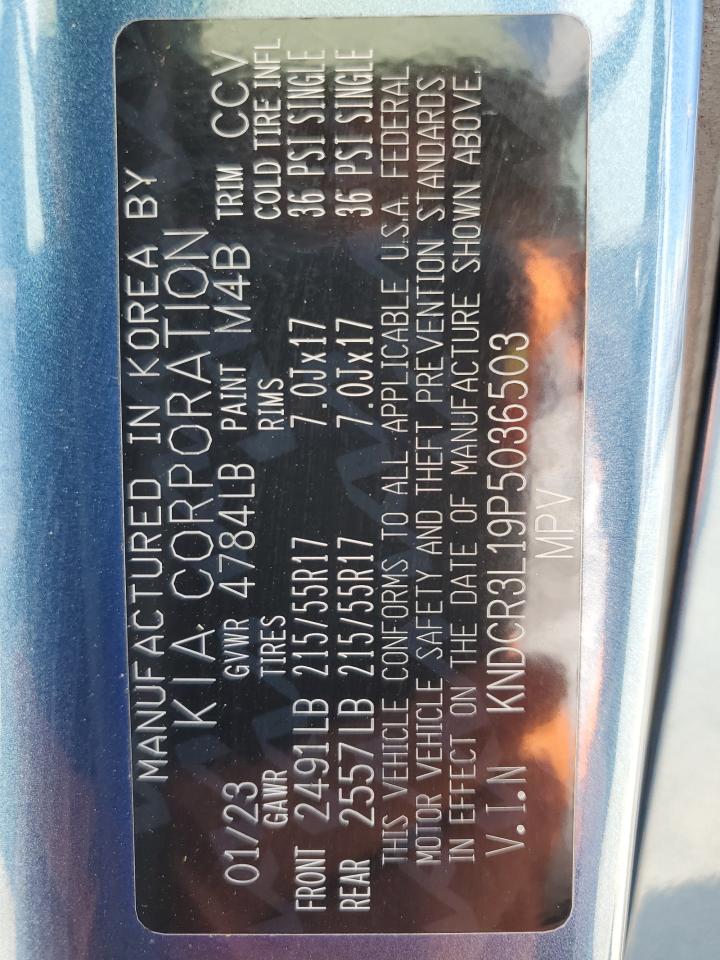 MANUFACTURED IN KOREA BY
KIA CORPORATION
01/23 GVWR 4784LB PAINT M4B TRIM CCV
GAWR TIRES RIMS COLD TIRE INFL
FRONT 2491LB 215/55R17 7.0Jx17 36 PSI SINGLE
REAR 2557LB 215/55R17 7.0Jx17 36 PSI SINGLE
THIS VEHICLE CONFORMS TO ALL APPLICABLE U.S.A. FEDERAL
MOTOR VEHICLE SAFETY AND THEFT PREVENTION STANDARDS
IN EFFECT ON THE DATE OF MANUFACTURE SHOWN ABOVE.
V.I.N KNDCR3L19P5036503
MPV